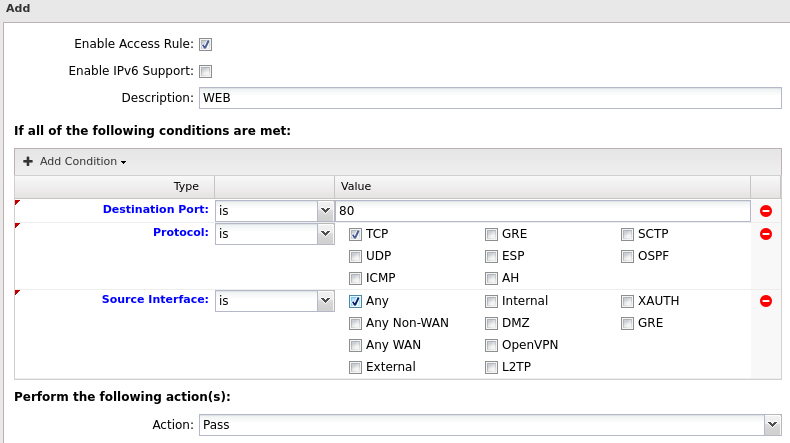 Add
Enable Access Rule:
Enable IPv6 Support:
Description: WEB
If all of the following conditions are met:
Add Condition
Type Value
Destination Port: is 80
Protocol: is TCP GRE SCTP
UDP ESP OSPF
ICMP AH
Source Interface: is Any Internal XAUTH
Any Non-WAN DMZ GRE
Any WAN OpenVPN
External L2TP
Perform the following action(s):
Action: Pass